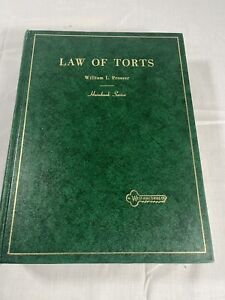 LAW OF TORTS
William L. Prosser
Hornbook Series